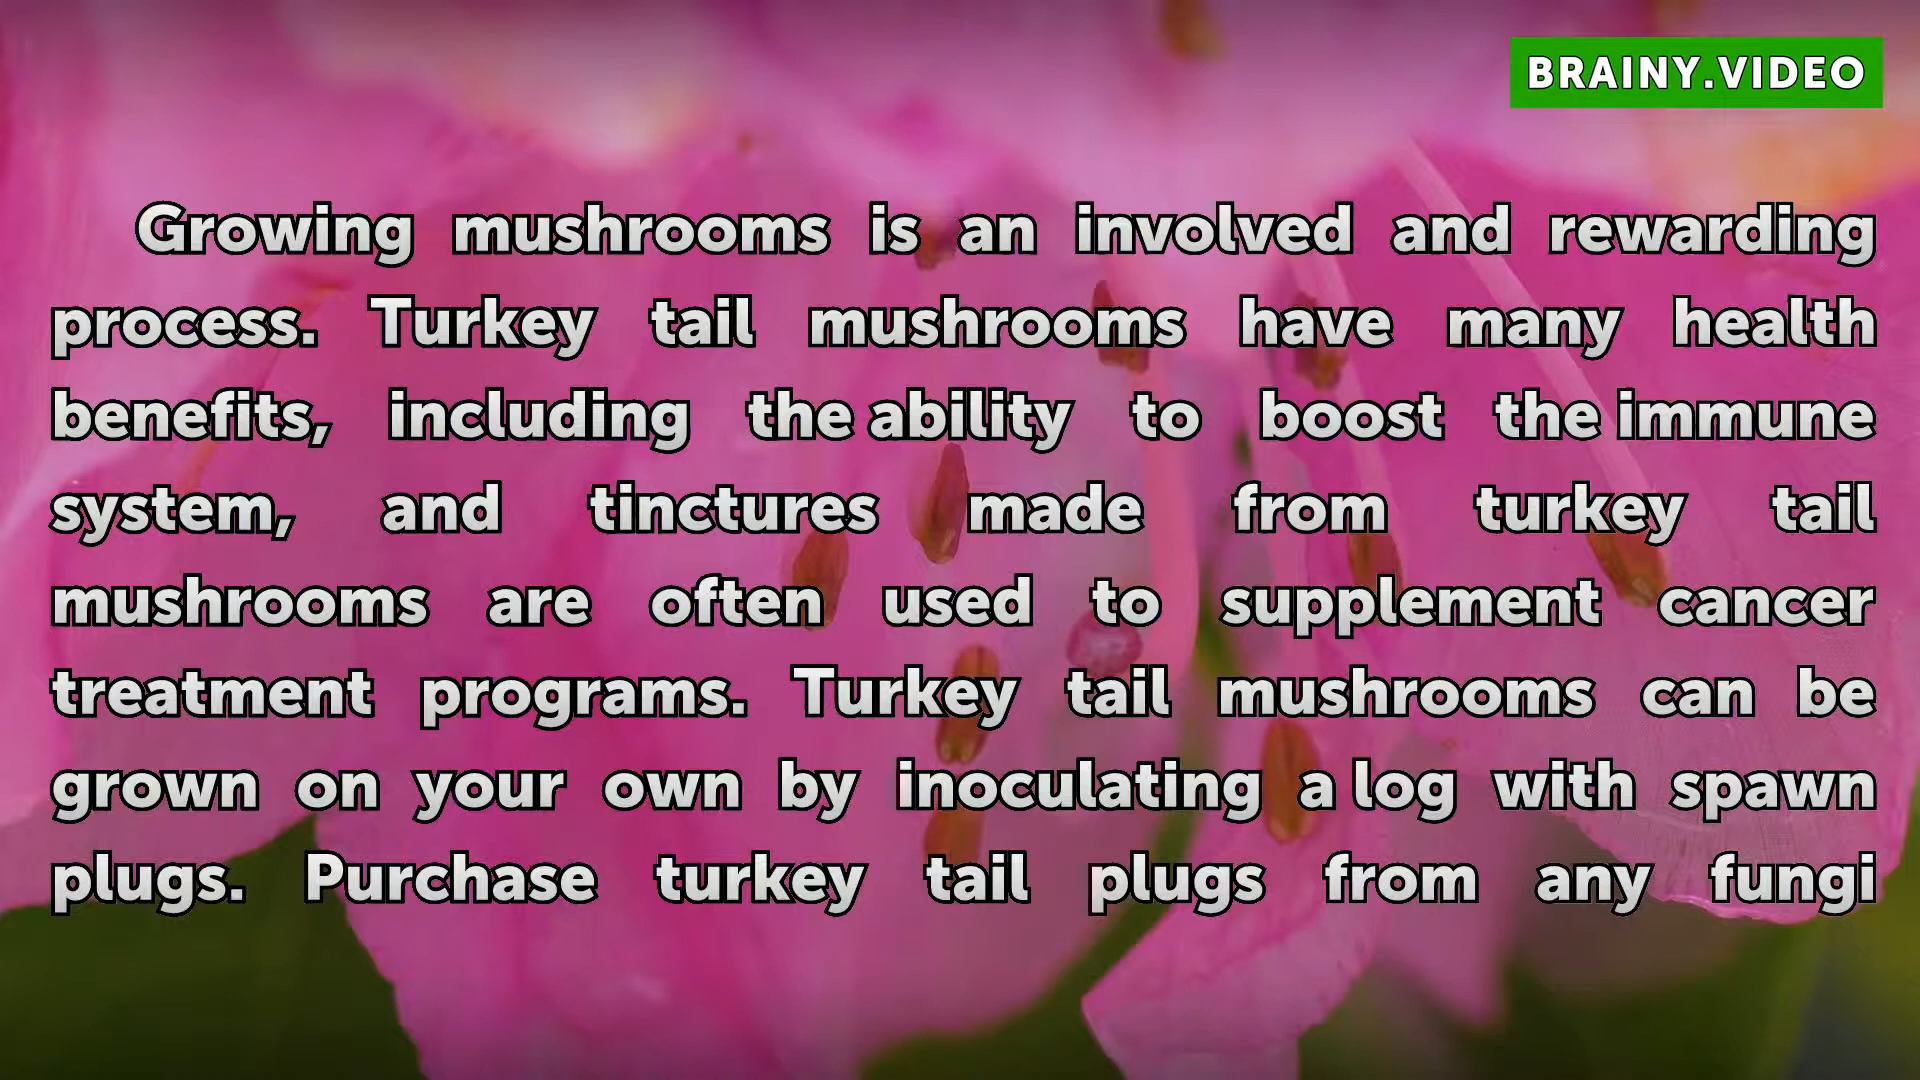 BRAINY.VIDEO
Growing mushrooms is an involved and rewarding
process. Turkey tail mushrooms have many health
benefits, including the ability to boost the immune
system, and tinctures made from turkey tail
mushrooms are often used to supplement cancer
treatment programs. Turkey tail mushrooms can be
grown on your own by inoculating a log with spawn
plugs. Purchase turkey tail plugs from any fungi